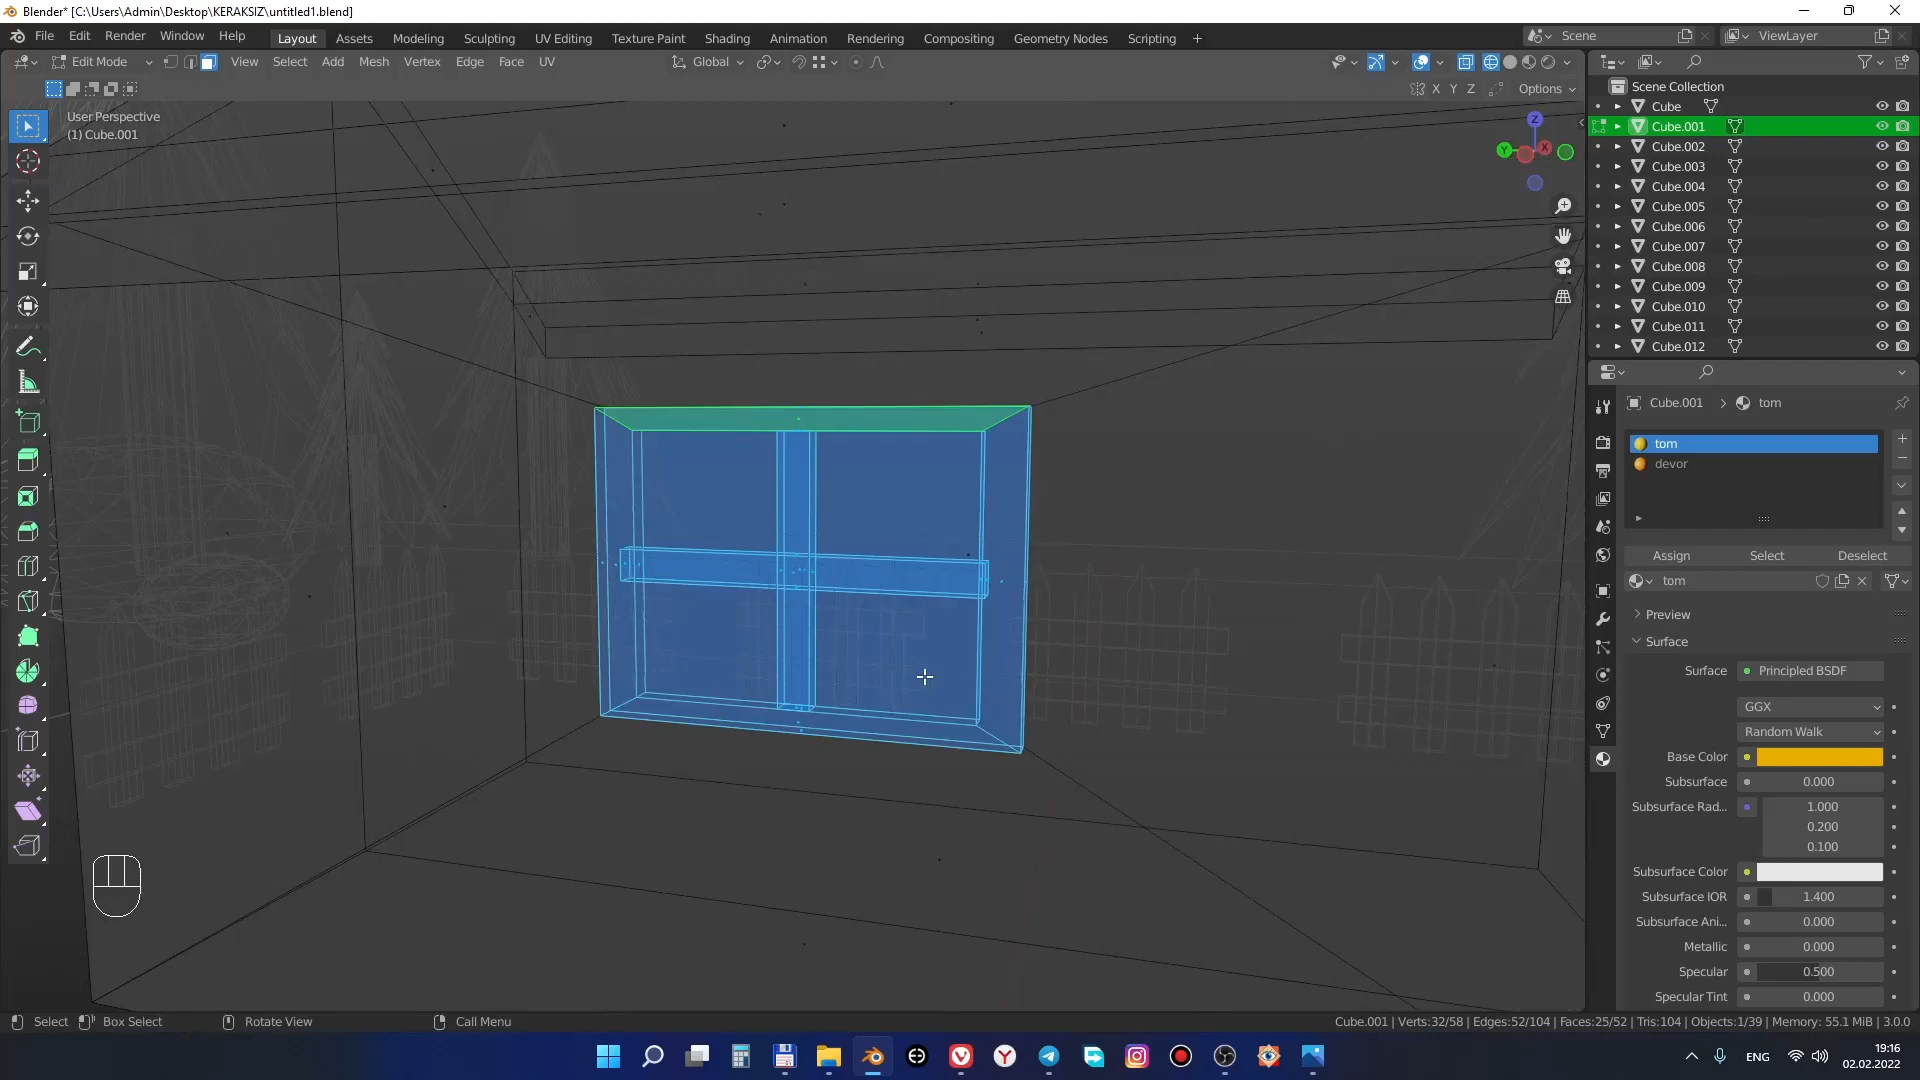 Blender* [C:\Users\Admin\Desktop\KERAKSIZ\untitled1.blend]
File Edit Render Window Help Layout Assets Modeling Sculpting UV Editing Texture Paint Shading Animation Rendering Compositing Geometry Nodes Scripting + Scene ViewLayer
Edit Mode View Select Add Mesh Vertex Edge Face UV Global
X Y Z Options
User Perspective
(1) Cube.001
Z
Y X
Scene Collection
Cube
Cube.001
Cube.002
Cube.003
Cube.004
Cube.005
Cube.006
Cube.007
Cube.008
Cube.009
Cube.010
Cube.011
Cube.012
Cube.001 > tom
tom
devor
Assign Select Deselect
tom
Preview
Surface
Surface Principled BSDF
GGX
Random Walk
Base Color
Subsurface 0.000
Subsurface Rad... 1.000
0.200
0.100
Subsurface Color
Subsurface IOR 1.400
Subsurface Ani... 0.000
Metallic 0.000
Specular 0.500
Specular Tint 0.000
Select Box Select Rotate View Call Menu Cube.001 | Verts:32/58 | Edges:52/104 | Faces:25/52 | Tris:104 | Objects:1/39 | Memory: 55.1 MiB | 3.0.0
ENG 19:16
02.02.2022